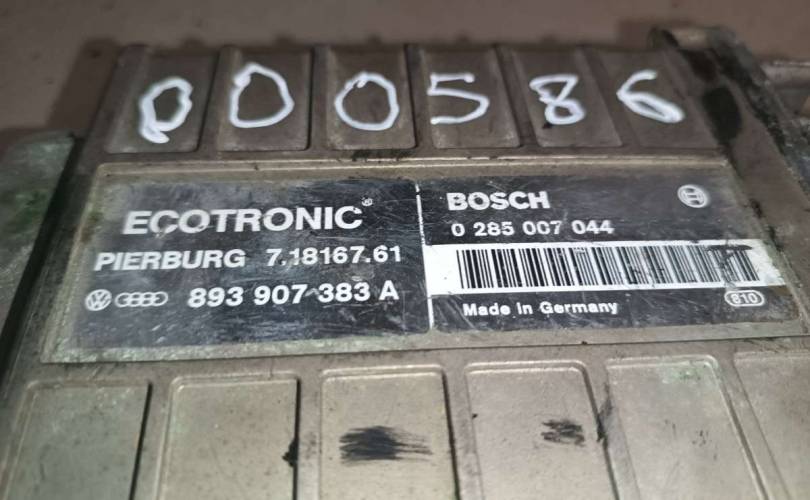 000586
ECOTRONIC®
PIERBURG 7.18167.61
893 907 383 A
BOSCH
0 285 007 044
Made in Germany
810